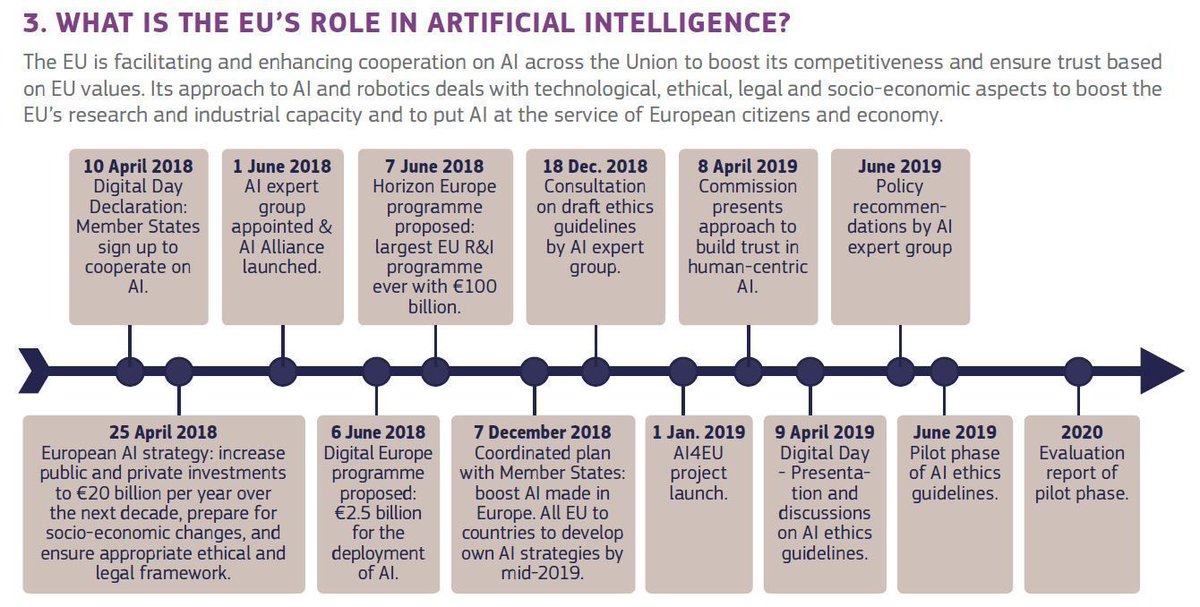 3. WHAT IS THE EU'S ROLE IN ARTIFICIAL INTELLIGENCE?
The EU is facilitating and enhancing cooperation on AI across the Union to boost its competitiveness and ensure trust based
on EU values. Its approach to AI and robotics deals with technological, ethical, legal and socio-economic aspects to boost the
EU's research and industrial capacity and to put AI at the service of European citizens and economy.
10 April 2018
Digital Day
Declaration:
Member States
sign up to
cooperate on
AI.
1 June 2018
AI expert
group
appointed &
AI Alliance
launched.
7 June 2018
Horizon Europe
programme
proposed:
largest EU R&I
programme
ever with €100
billion.
18 Dec. 2018
Consultation
on draft ethics
guidelines
by AI expert
group.
8 April 2019
Commission
presents
approach to
build trust in
human-centric
AI.
June 2019
Policy
recommen-
dations by AI
expert group
25 April 2018
European AI strategy: increase
public and private investments
to €20 billion per year over
the next decade, prepare for
socio-economic changes, and
ensure appropriate ethical and
legal framework.
6 June 2018
Digital Europe
programme
proposed:
€2.5 billion
for the
deployment
of AI.
7 December 2018
Coordinated plan
with Member States:
boost AI made in
Europe. All EU to
countries to develop
own AI strategies by
mid-2019.
1 Jan. 2019
AI4EU
project
launch.
9 April 2019
Digital Day
- Presenta-
tion and
discussions
on AI ethics
guidelines.
June 2019
Pilot phase
of AI ethics
guidelines.
2020
Evaluation
report of
pilot phase.